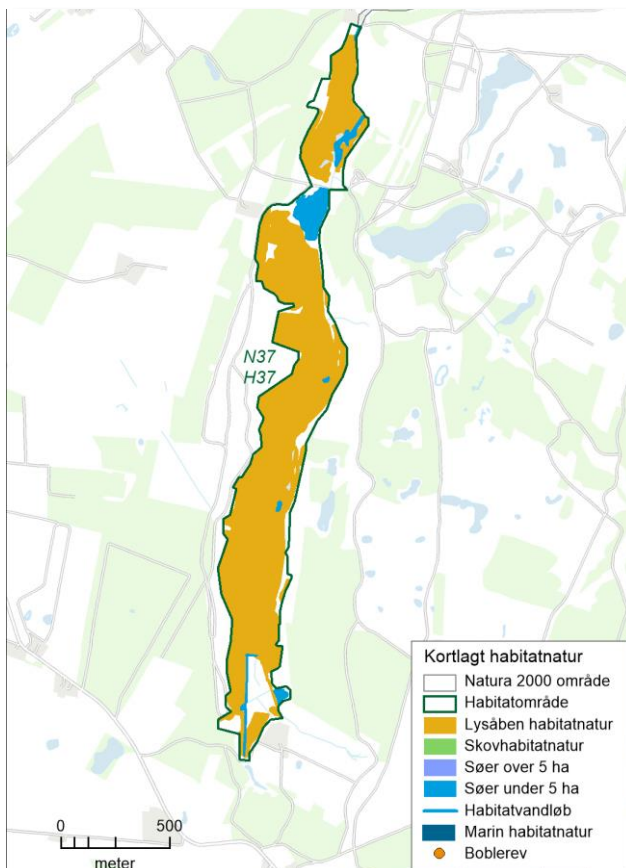 N37
H37
Kortlagt habitatnatur
Natura 2000 område
Habitatområde
Lysåben habitatnatur
Skovhabitatnatur
Søer over 5 ha
Søer under 5 ha
Habitatvandløb
Marin habitatnatur
Boblerev
0 500
meter